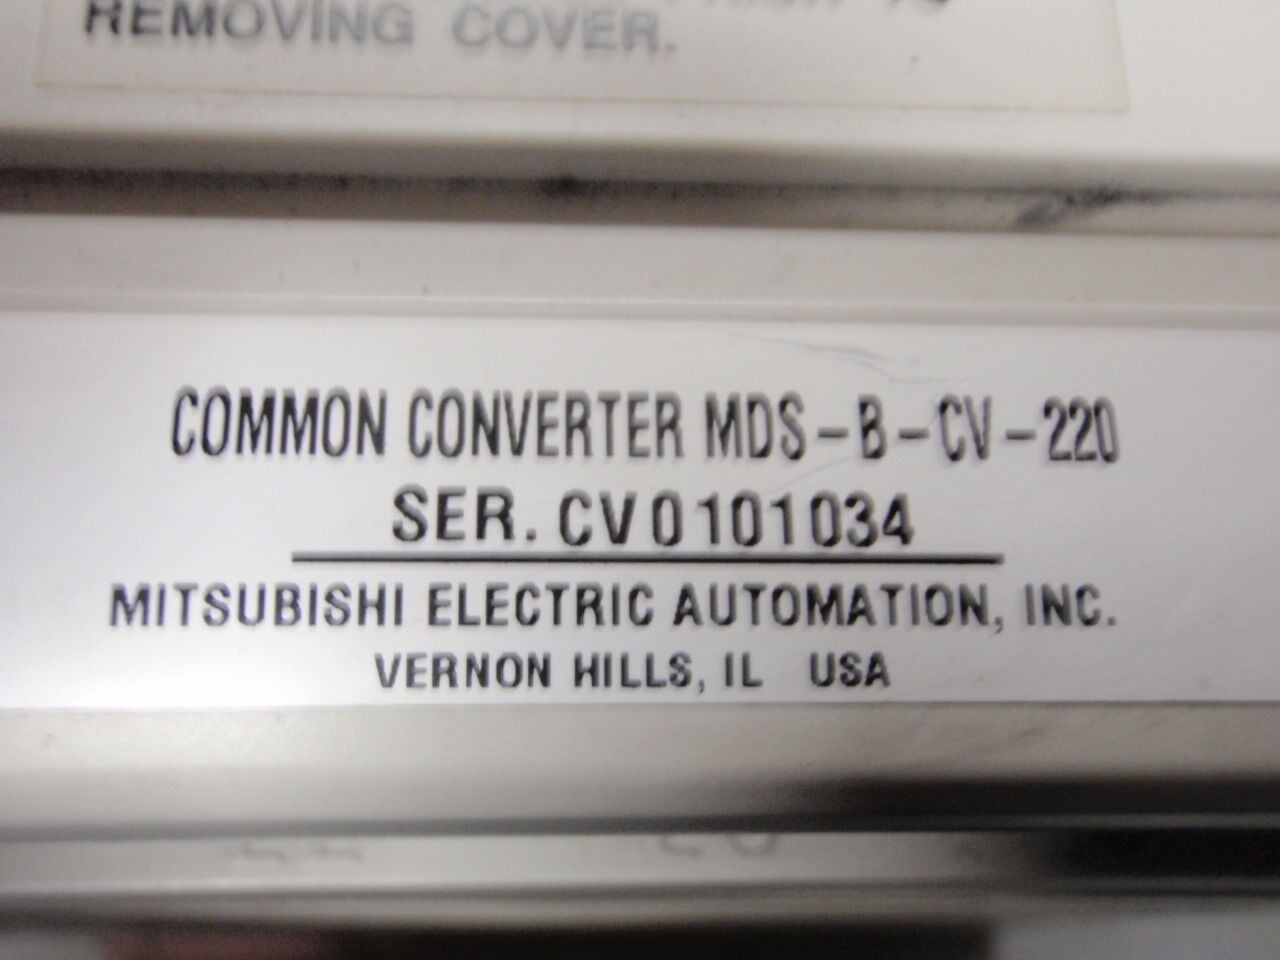 REMOVING COVER.
COMMON CONVERTER MDS-B-CV-220
SER. CV0101034
MITSUBISHI ELECTRIC AUTOMATION, INC.
VERNON HILLS, IL USA